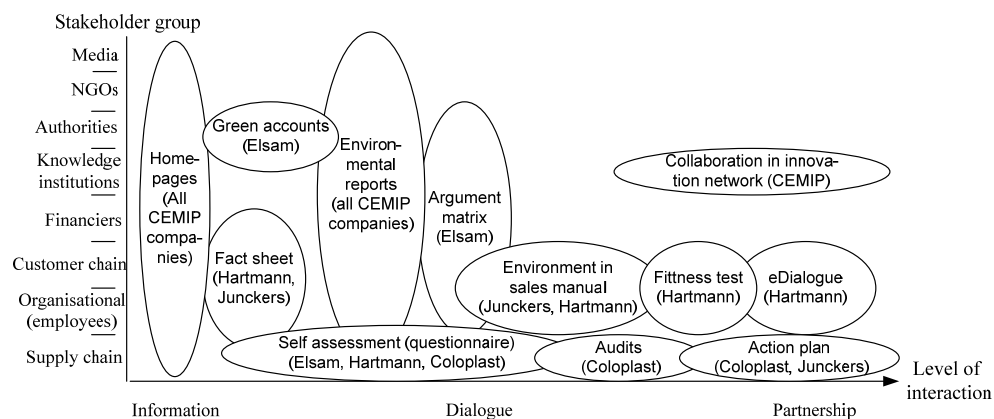 Stakeholder group
Media
NGOs
Authorities
Knowledge
institutions
Financiers
Customer chain
Organisational
(employees)
Supply chain
Home-
pages
(All
CEMIP
compa-
nies)
Green accounts
(Elsam)
Fact sheet
(Hartmann,
Junckers)
Environ-
mental
reports
(all CEMIP
companies)
Argument
matrix
(Elsam)
Collaboration in innova-
tion network (CEMIP)
Environment in
sales manual
(Junckers, Hartmann)
Fittness test
(Hartmann)
eDialogue
(Hartmann)
Self assessment (questionnaire)
(Elsam, Hartmann, Coloplast)
Audits
(Coloplast)
Action plan
(Coloplast, Junckers)
Level of
interaction
Information
Dialogue
Partnership